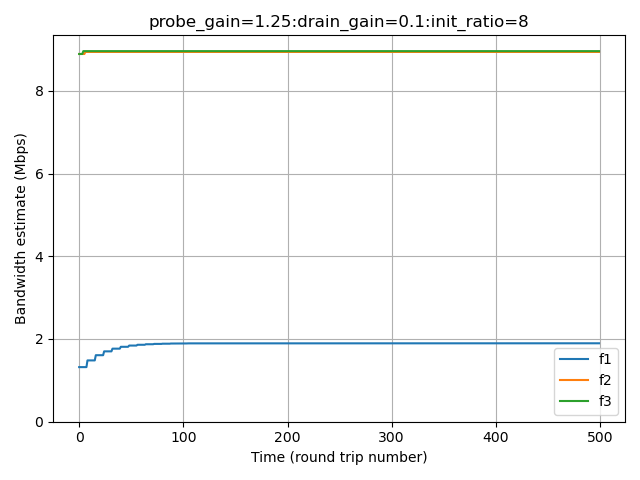 probe_gain=1.25:drain_gain=0.1:init_ratio=8
Bandwidth estimate (Mbps)
8
6
4
2
0
0 100 200 300 400 500
Time (round trip number)
f1
f2
f3